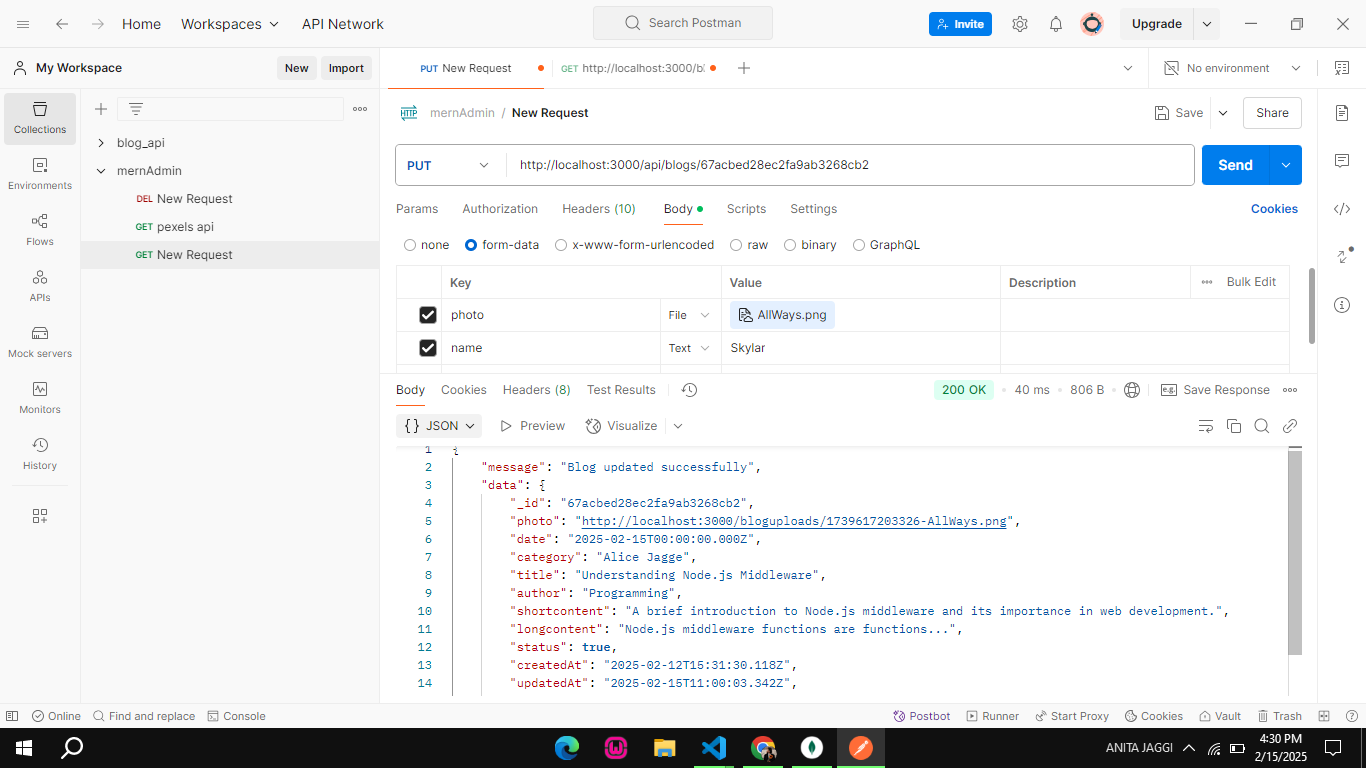 Home Workspaces API Network Search Postman Invite Upgrade
My Workspace New Import PUT New Request GET http://localhost:3000/bl No environment
Collections
Environments
Flows
APIs
Mock servers
Monitors
History
blog_api
mernAdmin
DEL New Request
GET pexels api
GET New Request
HTTP mernAdmin / New Request Save Share
PUT http://localhost:3000/api/blogs/67acbed28ec2fa9ab3268cb2 Send
Params Authorization Headers (10) Body Scripts Settings Cookies
none form-data x-www-form-urlencoded raw binary GraphQL
Key Value Description Bulk Edit
photo File AllWays.png
name Text Skylar
Body Cookies Headers (8) Test Results 200 OK 40 ms 806 B e.g. Save Response
{} JSON Preview Visualize
1 {
2 "message": "Blog updated successfully",
3 "data": {
4 "_id": "67acbed28ec2fa9ab3268cb2",
5 "photo": "http://localhost:3000/bloguploads/1739617203326-AllWays.png",
6 "date": "2025-02-15T00:00:00.000Z",
7 "category": "Alice Jagge",
8 "title": "Understanding Node.js Middleware",
9 "author": "Programming",
10 "shortcontent": "A brief introduction to Node.js middleware and its importance in web development.",
11 "longcontent": "Node.js middleware functions are functions...",
12 "status": true,
13 "createdAt": "2025-02-12T15:31:30.118Z",
14 "updatedAt": "2025-02-15T11:00:03.342Z",
Online Find and replace Console Postbot Runner Start Proxy Cookies Vault Trash
ANITA JAGGI 4:30 PM
2/15/2025